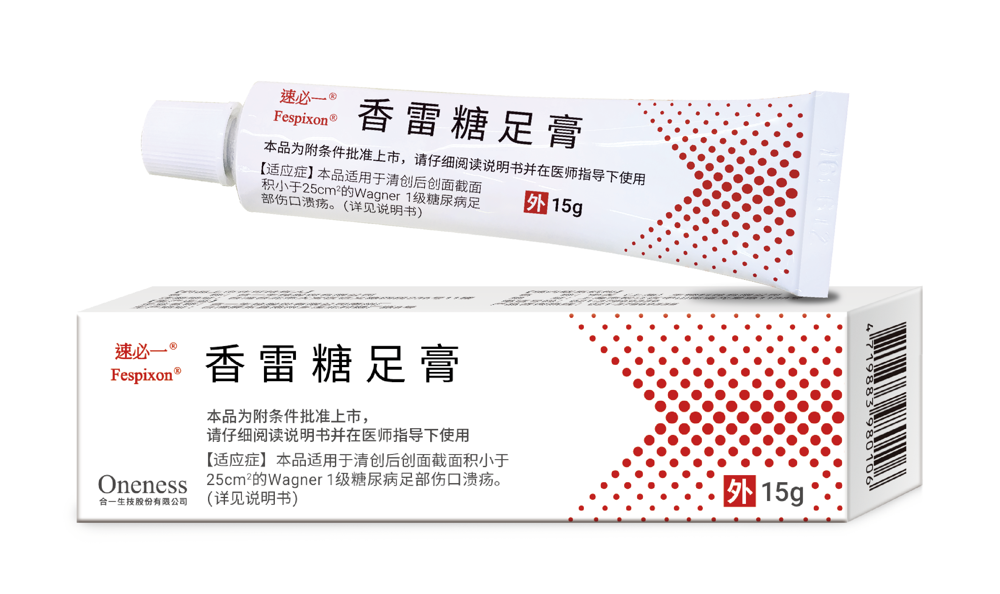 速必一®
Fespixon®
香雷糖足膏
本品为附条件批准上市，请仔细阅读说明书并在医师指导下使用
【适应症】本品适用于清创后创面截面
积小于25cm²的Wagner 1级糖尿病足
部伤口溃疡。（详见说明书）
外 15g
速必一®
Fespixon®
香雷糖足膏
本品为附条件批准上市，
请仔细阅读说明书并在医师指导下使用
【适应症】本品适用于清创后创面截面积小于
25cm²的Wagner 1级糖尿病足部伤口溃疡。
（详见说明书）
Oneness
合一生技股份有限公司
外 15g
4 719883 980106